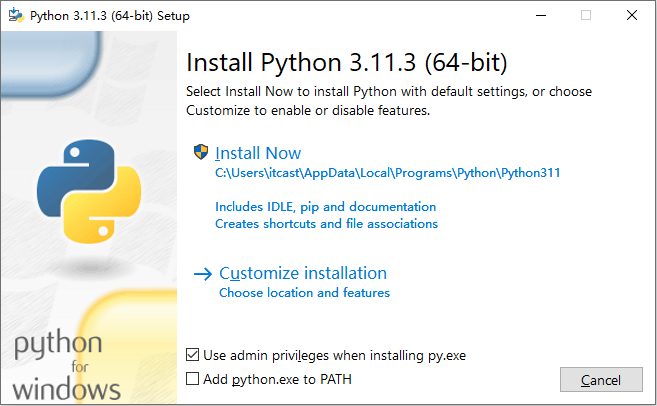 Python 3.11.3 (64-bit) Setup
Install Python 3.11.3 (64-bit)
Select Install Now to install Python with default settings, or choose
Customize to enable or disable features.
Install Now
C:\Users\itcast\AppData\Local\Programs\Python\Python311
Includes IDLE, pip and documentation
Creates shortcuts and file associations
Customize installation
Choose location and features
Use admin privileges when installing py.exe
Add python.exe to PATH
Cancel
python
for
windows